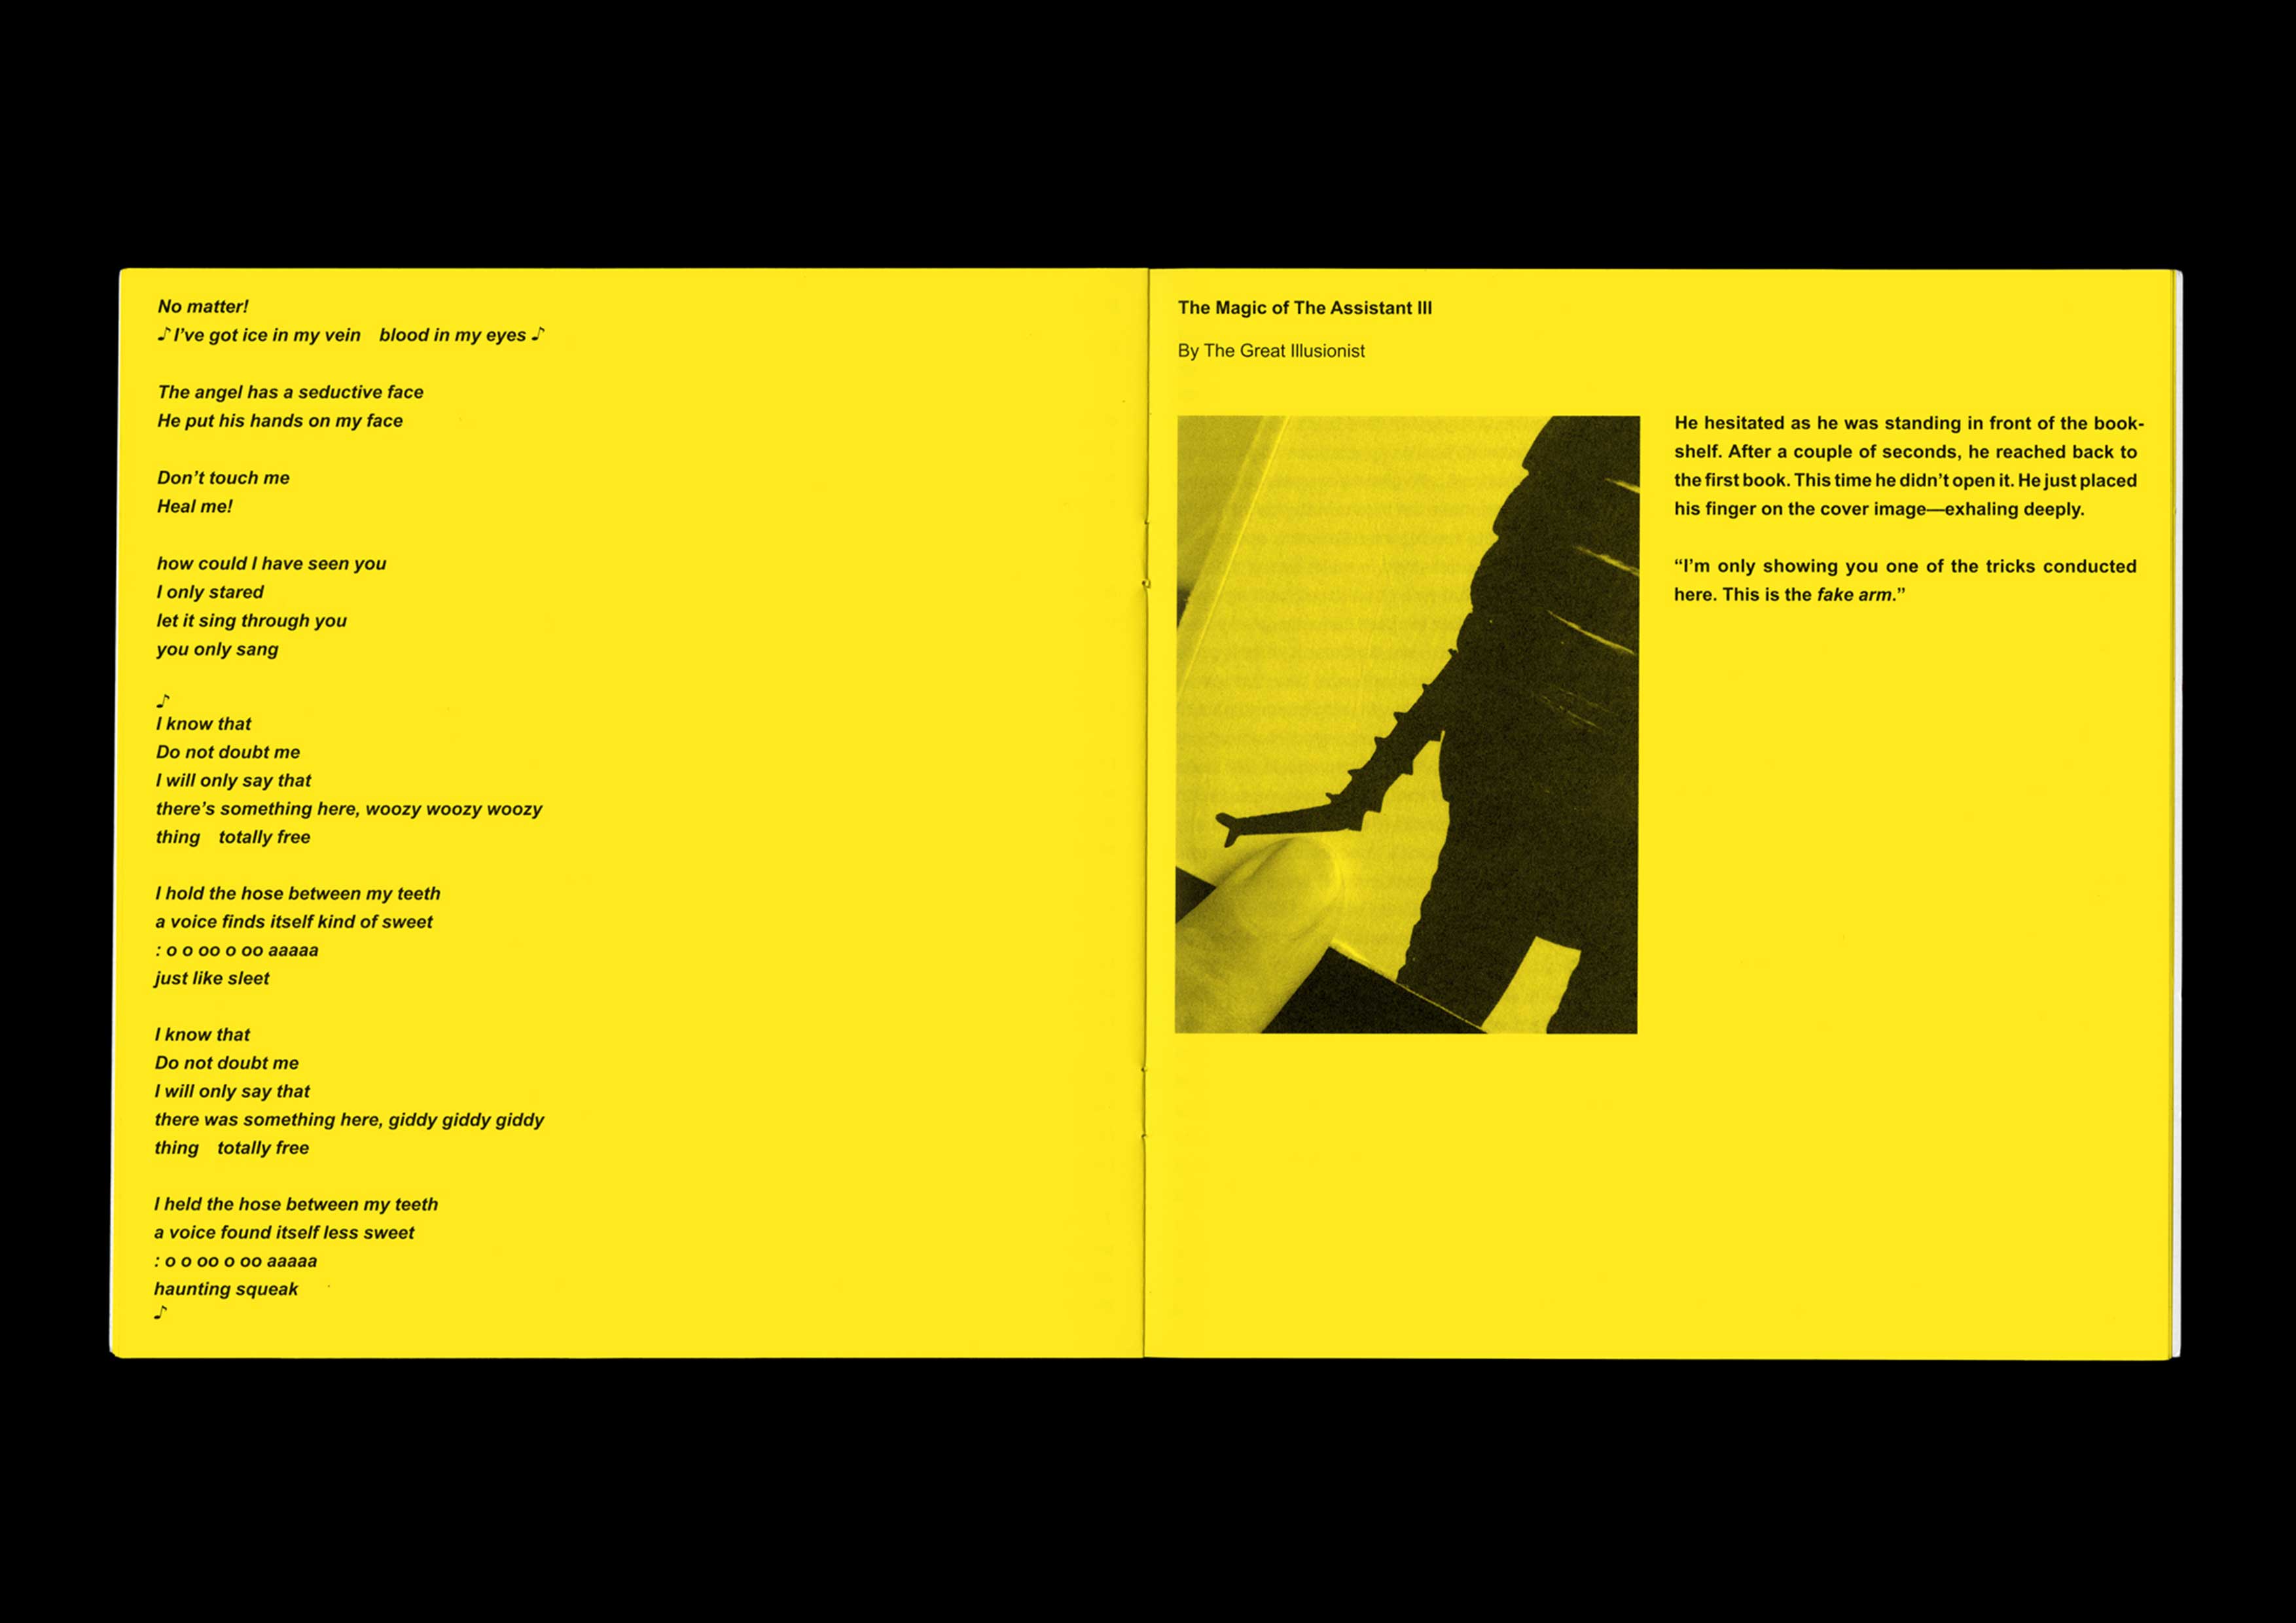 No matter!
♪ I've got ice in my vein    blood in my eyes ♪
The angel has a seductive face
He put his hands on my face
Don't touch me
Heal me!
how could I have seen you
I only stared
let it sing through you
you only sang
♪
I know that
Do not doubt me
I will only say that
there's something here, woozy woozy woozy
thing    totally free
I hold the hose between my teeth
a voice finds itself kind of sweet
: o o oo o oo aaaaa
just like sleet
I know that
Do not doubt me
I will only say that
there was something here, giddy giddy giddy
thing    totally free
I held the hose between my teeth
a voice found itself less sweet
: o o oo o oo aaaaa
haunting squeak
♪
The Magic of The Assistant III
By The Great Illusionist
He hesitated as he was standing in front of the book-
shelf. After a couple of seconds, he reached back to
the first book. This time he didn't open it. He just placed
his finger on the cover image—exhaling deeply.
“I'm only showing you one of the tricks conducted
here. This is the fake arm.”